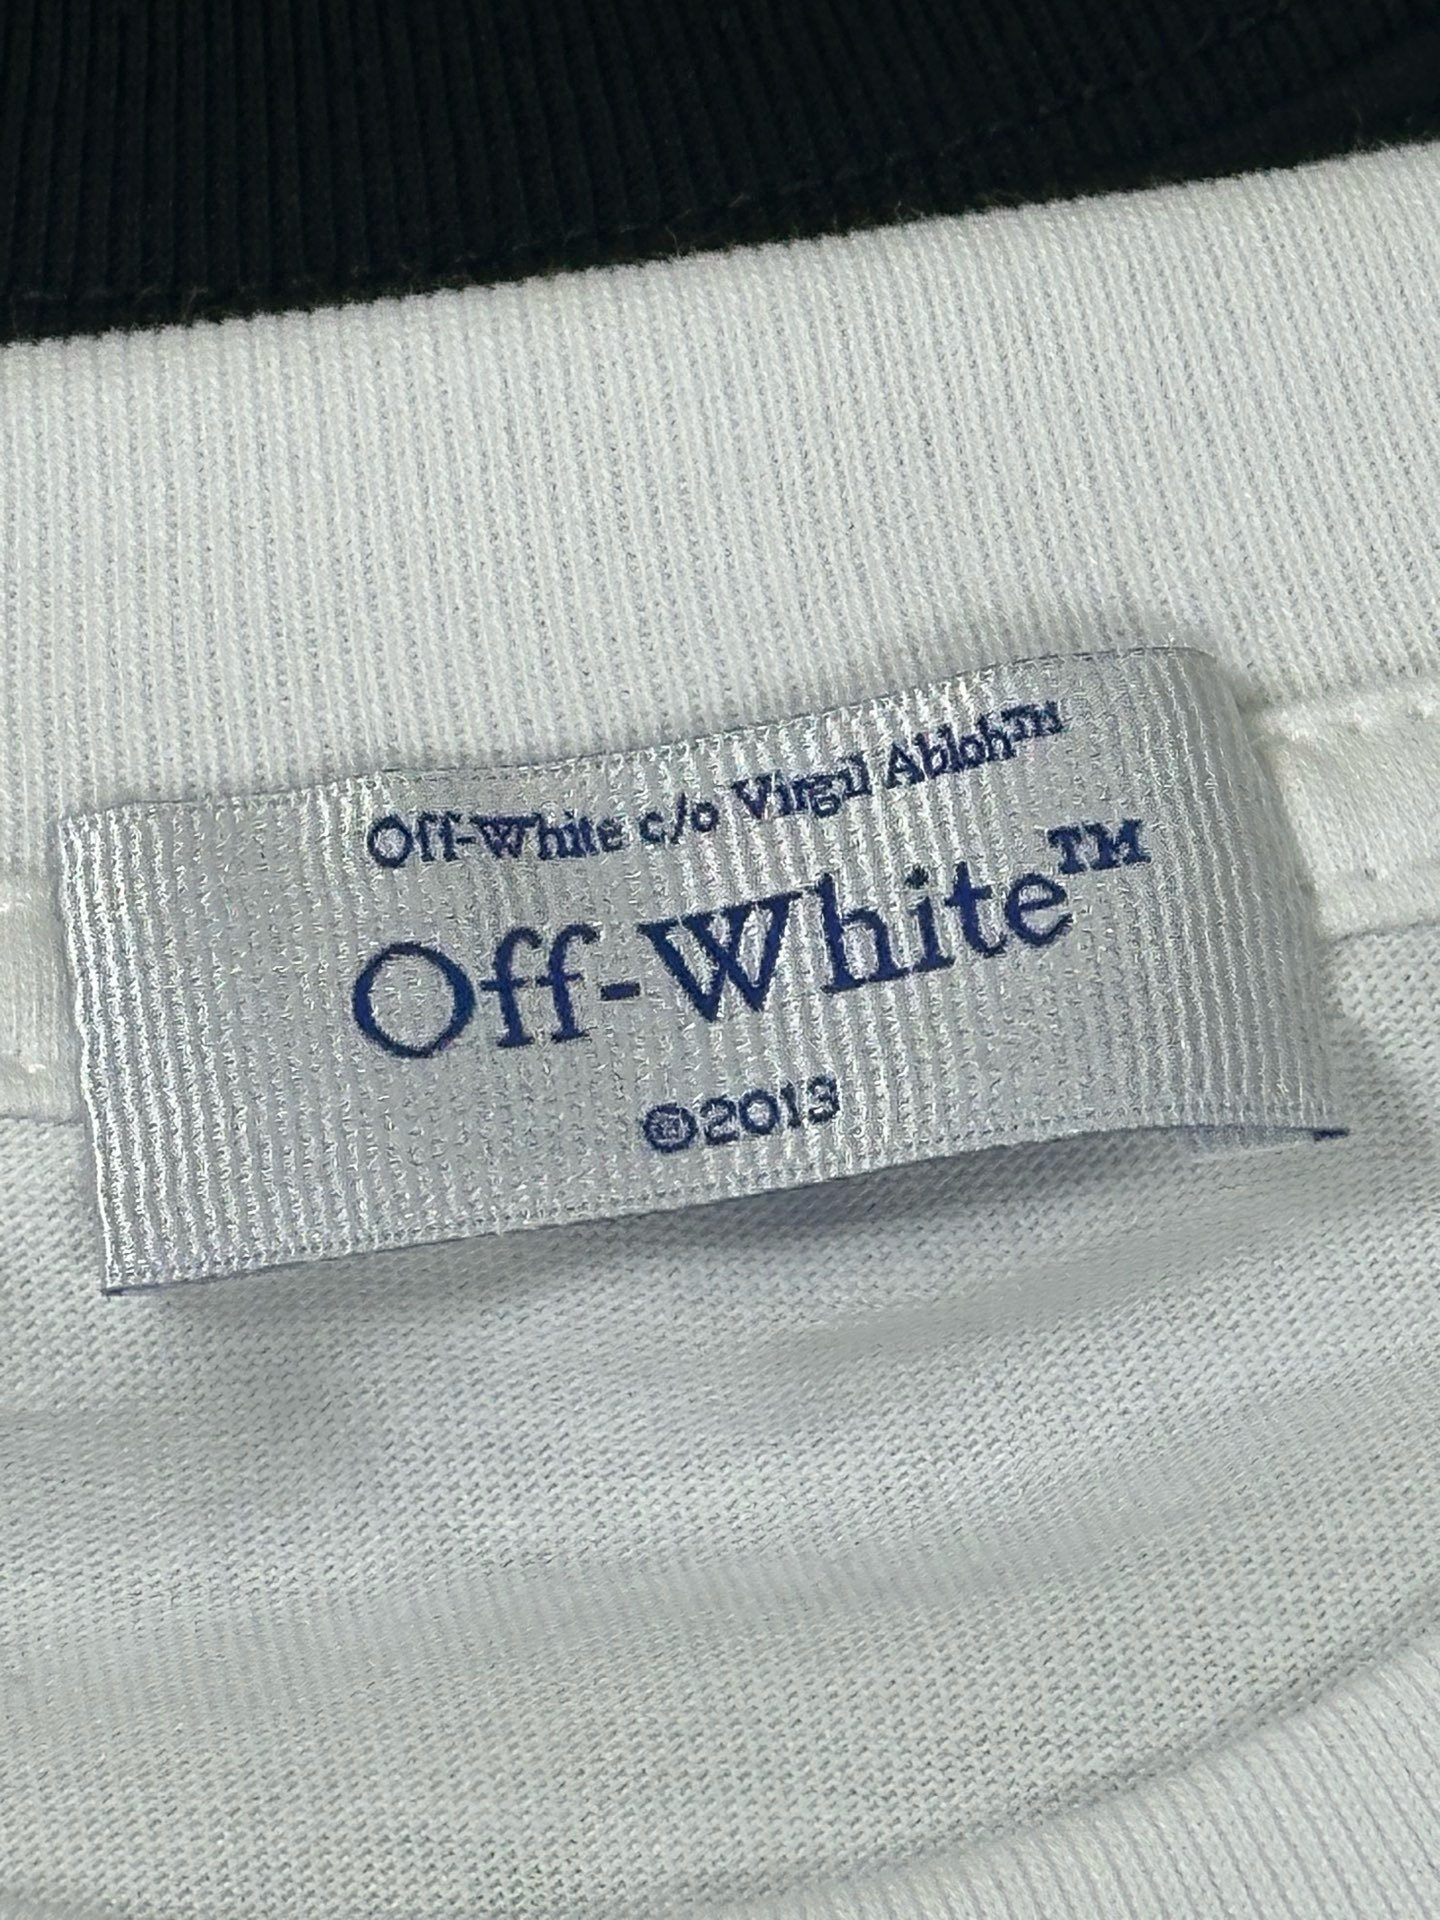 Off-White c/o Virgil Abloh™
Off-White™
©2013